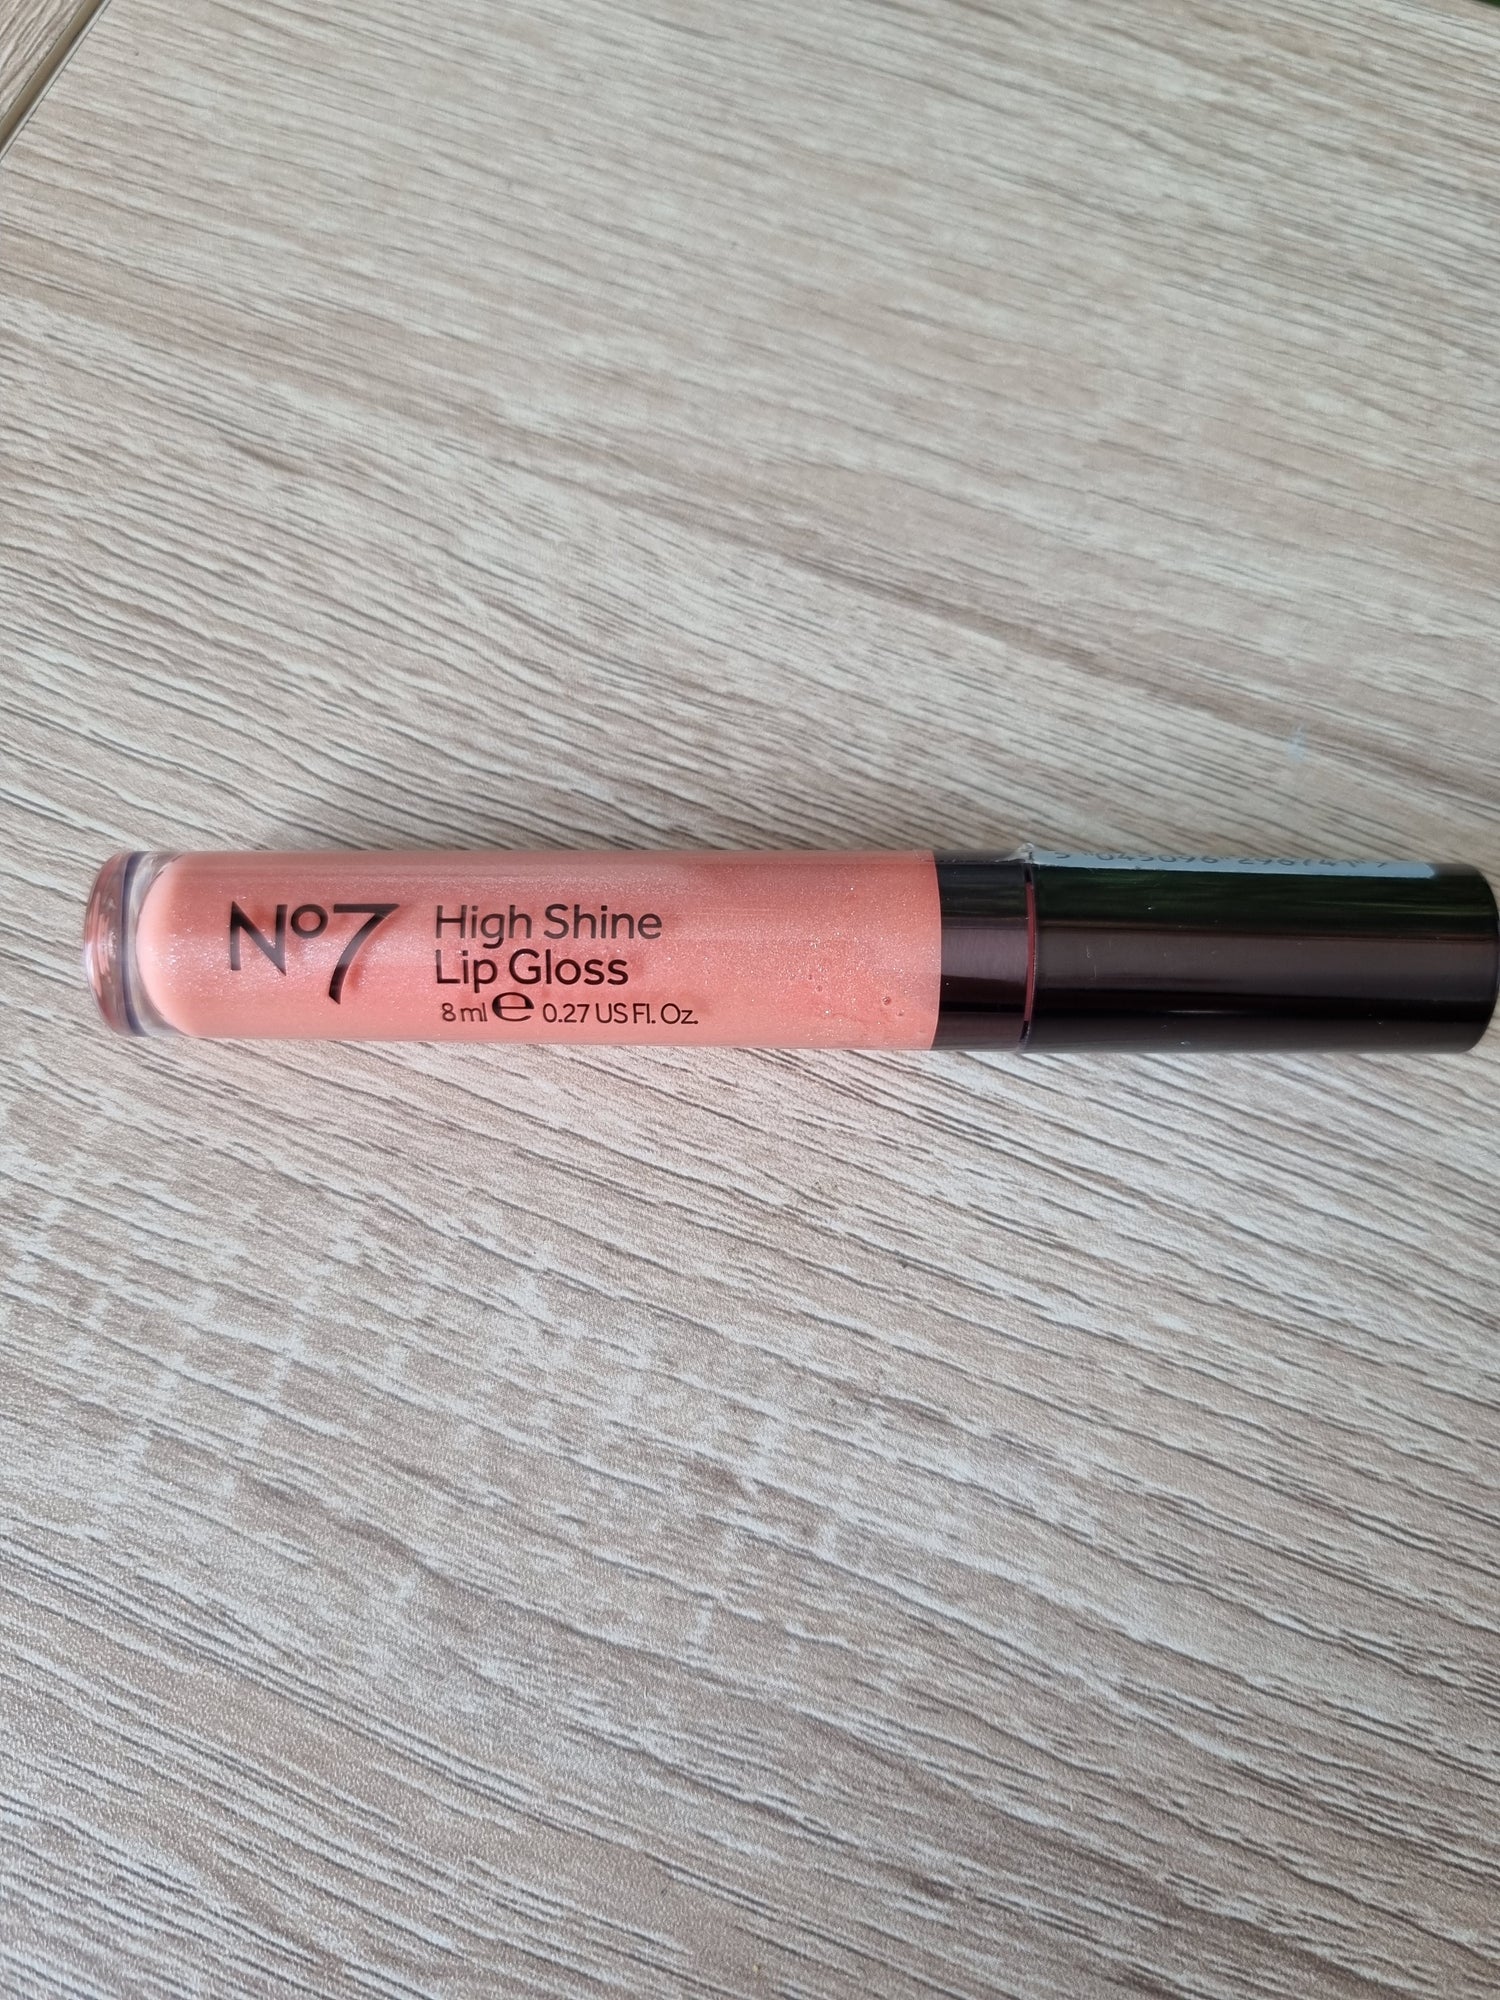 No7
High Shine
Lip Gloss
8 ml ℮ 0.27 US Fl. Oz.